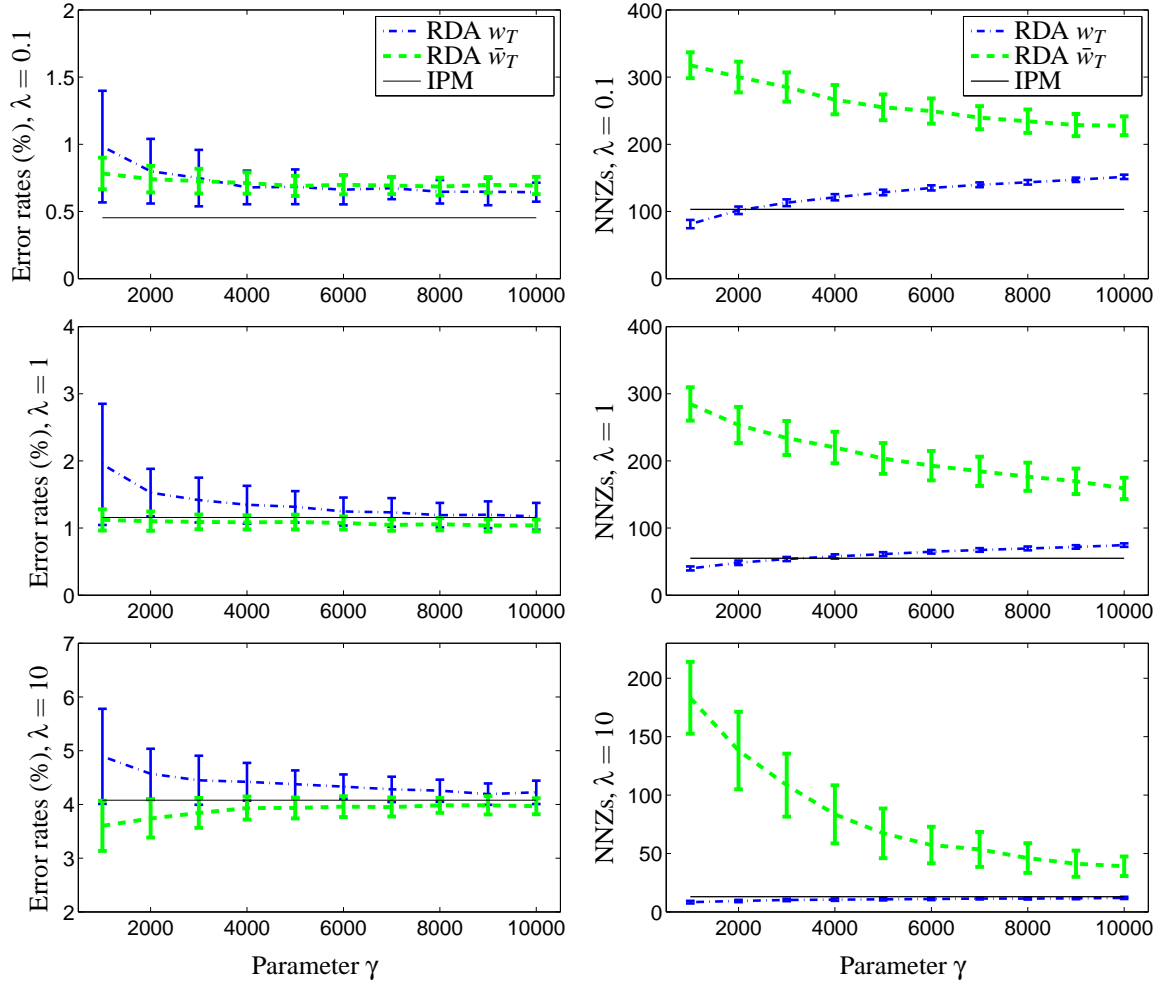 2
1.5
1
0.5
0
Error rates (%), λ = 0.1
RDA w_T
RDA w̄_T
IPM
2000 4000 6000 8000 10000
400
300
200
100
0
NNZs, λ = 0.1
RDA w_T
RDA w̄_T
IPM
2000 4000 6000 8000 10000
4
3
2
1
0
Error rates (%), λ = 1
2000 4000 6000 8000 10000
400
300
200
100
0
NNZs, λ = 1
2000 4000 6000 8000 10000
7
6
5
4
3
2
Error rates (%), λ = 10
2000 4000 6000 8000 10000
Parameter γ
200
150
100
50
0
NNZs, λ = 10
2000 4000 6000 8000 10000
Parameter γ